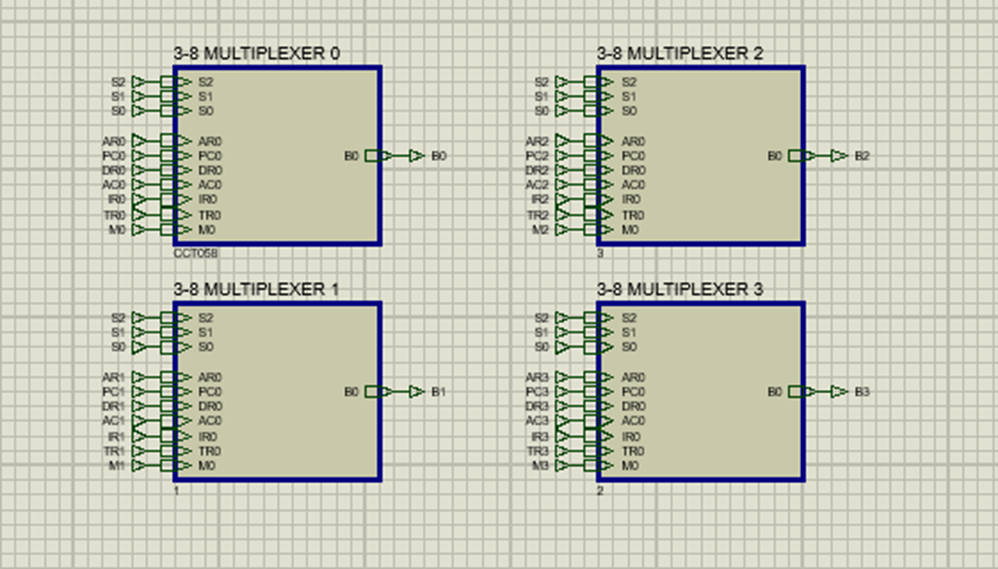 3-8 MULTIPLEXER 0
S2 S2
S1 S1
S0 S0
AR0 AR0
PC0 PC0 B0 B0
DR0 DR0
AC0 AC0
IR0 IR0
TR0 TR0
M0 M0
CCT058
3-8 MULTIPLEXER 2
S2 S2
S1 S1
S0 S0
AR2 AR0
PC2 PC0 B0 B2
DR2 DR0
AC2 AC0
IR2 IR0
TR2 TR0
M2 M0
3
3-8 MULTIPLEXER 1
S2 S2
S1 S1
S0 S0
AR1 AR0
PC1 PC0 B0 B1
DR1 DR0
AC1 AC0
IR1 IR0
TR1 TR0
M1 M0
1
3-8 MULTIPLEXER 3
S2 S2
S1 S1
S0 S0
AR3 AR0
PC3 PC0 B0 B3
DR3 DR0
AC3 AC0
IR3 IR0
TR3 TR0
M3 M0
2